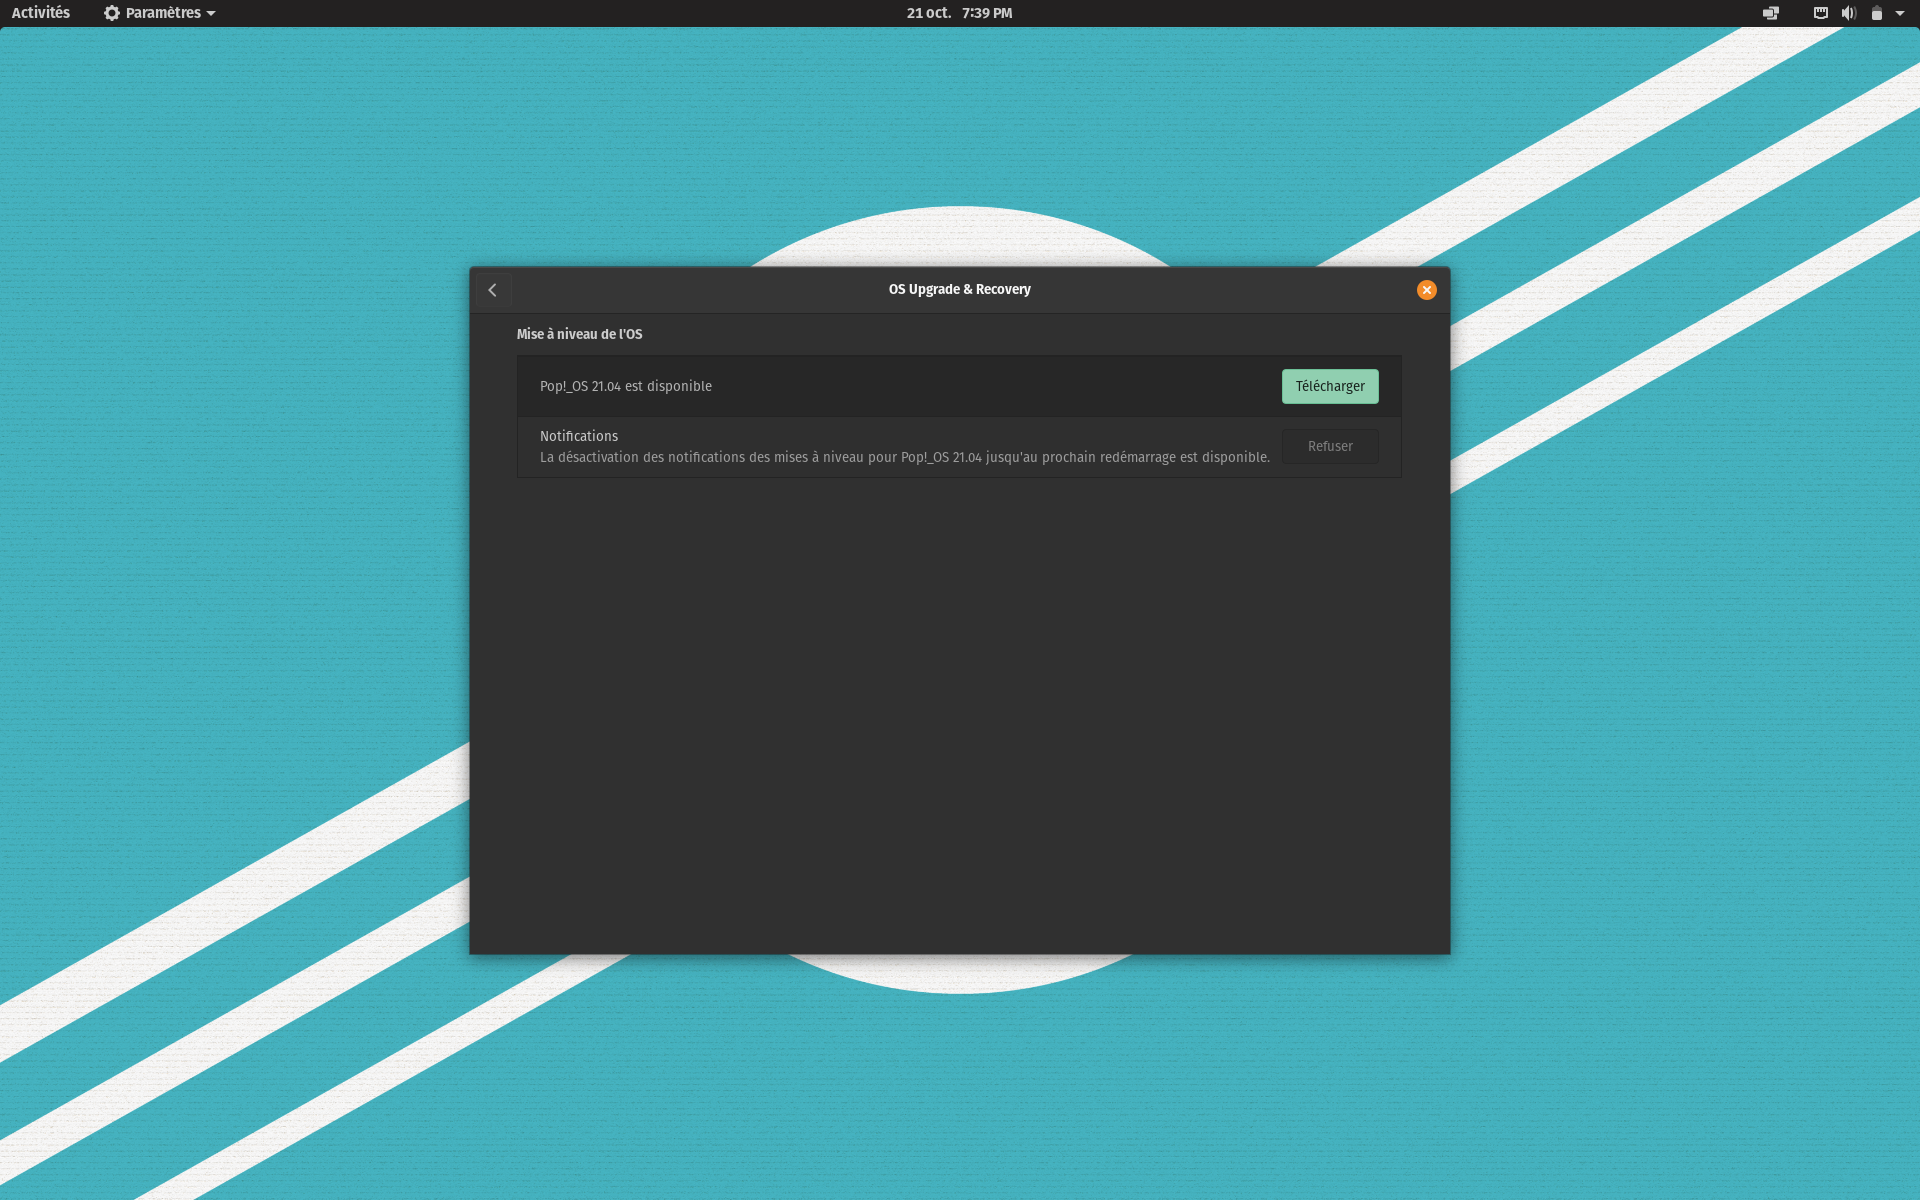 Activités Paramètres 21 oct. 7:39 PM
OS Upgrade & Recovery
Mise à niveau de l'OS
Pop!_OS 21.04 est disponible Télécharger
Notifications
La désactivation des notifications des mises à niveau pour Pop!_OS 21.04 jusqu'au prochain redémarrage est disponible. Refuser